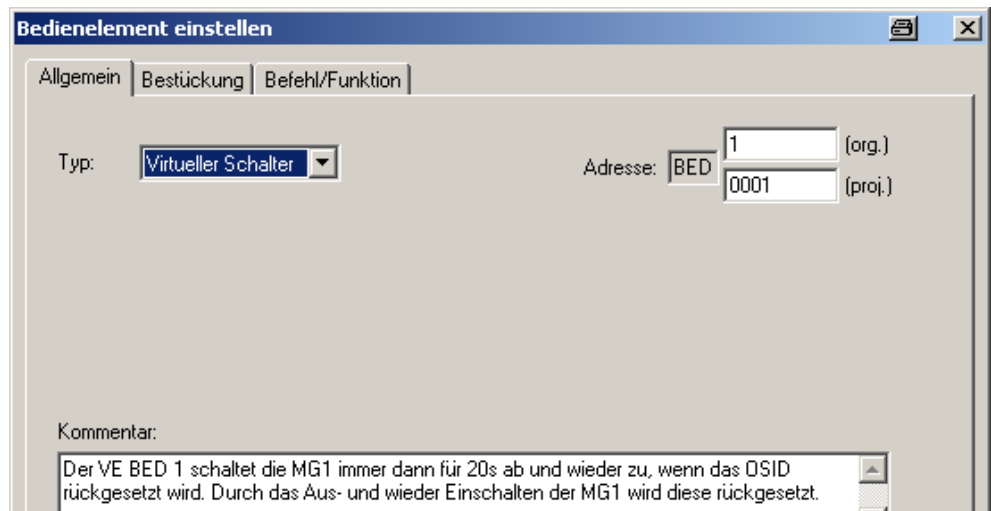 Bedienelement einstellen
Allgemein Bestückung Befehl/Funktion
Typ: Virtueller Schalter Adresse: BED 1 (org.)
0001 (proj.)
Kommentar:
Der VE BED 1 schaltet die MG1 immer dann für 20s ab und wieder zu, wenn das OSID
rückgesetzt wird. Durch das Aus- und wieder Einschalten der MG1 wird diese rückgesetzt.